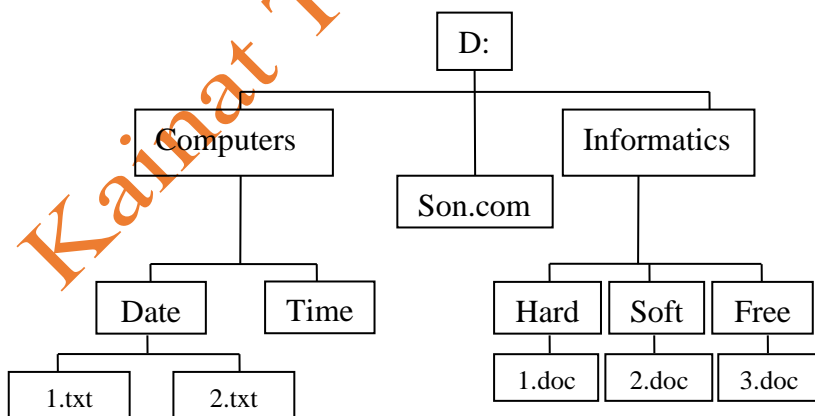 D:
Computers
Informatics
Son.com
Date
Time
Hard
Soft
Free
1.txt
2.txt
1.doc
2.doc
3.doc
Kainat T